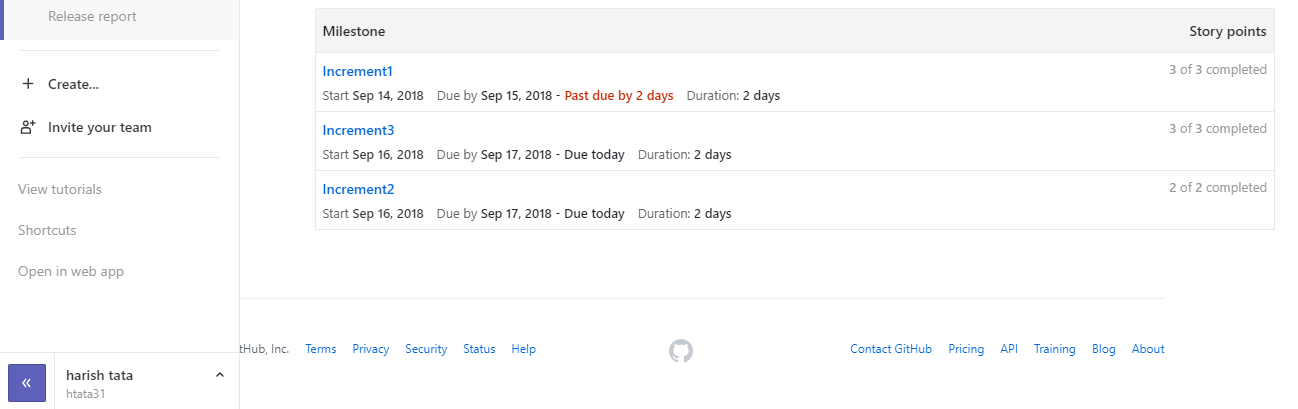 Release report
Create...
Invite your team
View tutorials
Shortcuts
Open in web app
harish tata
htata31
Milestone Story points
Increment1 3 of 3 completed
Start Sep 14, 2018 Due by Sep 15, 2018 - Past due by 2 days Duration: 2 days
Increment3 3 of 3 completed
Start Sep 16, 2018 Due by Sep 17, 2018 - Due today Duration: 2 days
Increment2 2 of 2 completed
Start Sep 16, 2018 Due by Sep 17, 2018 - Due today Duration: 2 days
tHub, Inc. Terms Privacy Security Status Help Contact GitHub Pricing API Training Blog About